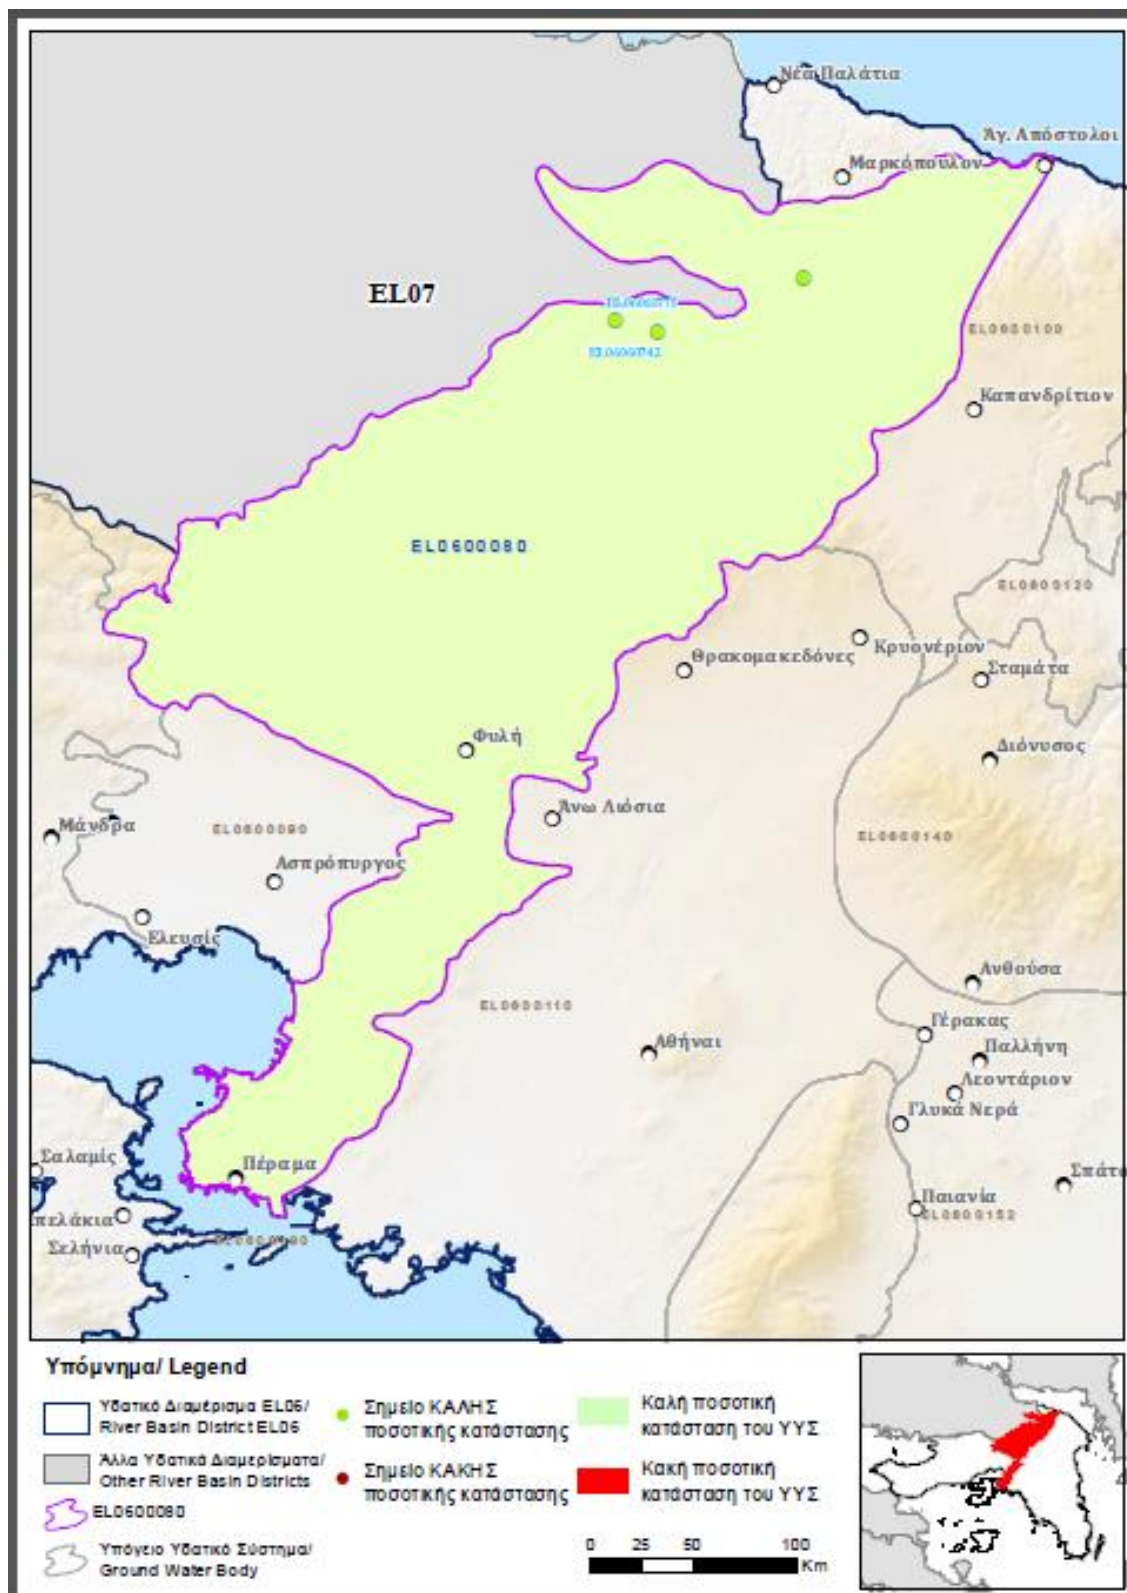 Νέα Παλάτια
Άγ. Απόστολοι
Μαρκόπουλον
EL07
EL0600100
Καπανδρίτιον
EL0600080
EL0600120
Κρυονέριον
Θρακομακεδόνες
Σταμάτα
Φυλή
Διόνυσος
Άνω Λιόσια
Μάνδρα
EL0600090
EL0600140
Ασπρόπυργος
Ελευσίς
Ανθούσα
EL0600110
Γέρακας
Αθήναι
Παλλήνη
Λεοντάριον
Γλυκά Νερά
Σαλαμίς
Πέραμα
Σπάτα
Παιανία
πελάκια
EL0600152
Σελήνια
Υπόμνημα/ Legend
Υδατικό Διαμέρισμα EL06/
River Basin District EL06
Άλλα Υδατικά Διαμερίσματα/
Other River Basin Districts
EL0600080
Υπόγειο Υδατικό Σύστημα/
Ground Water Body
Σημείο ΚΑΛΗΣ
ποσοτικής κατάστασης
Σημείο ΚΑΚΗΣ
ποσοτικής κατάστασης
Καλή ποσοτική
κατάσταση του ΥΥΣ
Κακή ποσοτική
κατάσταση του ΥΥΣ
0 25 50 100
Km